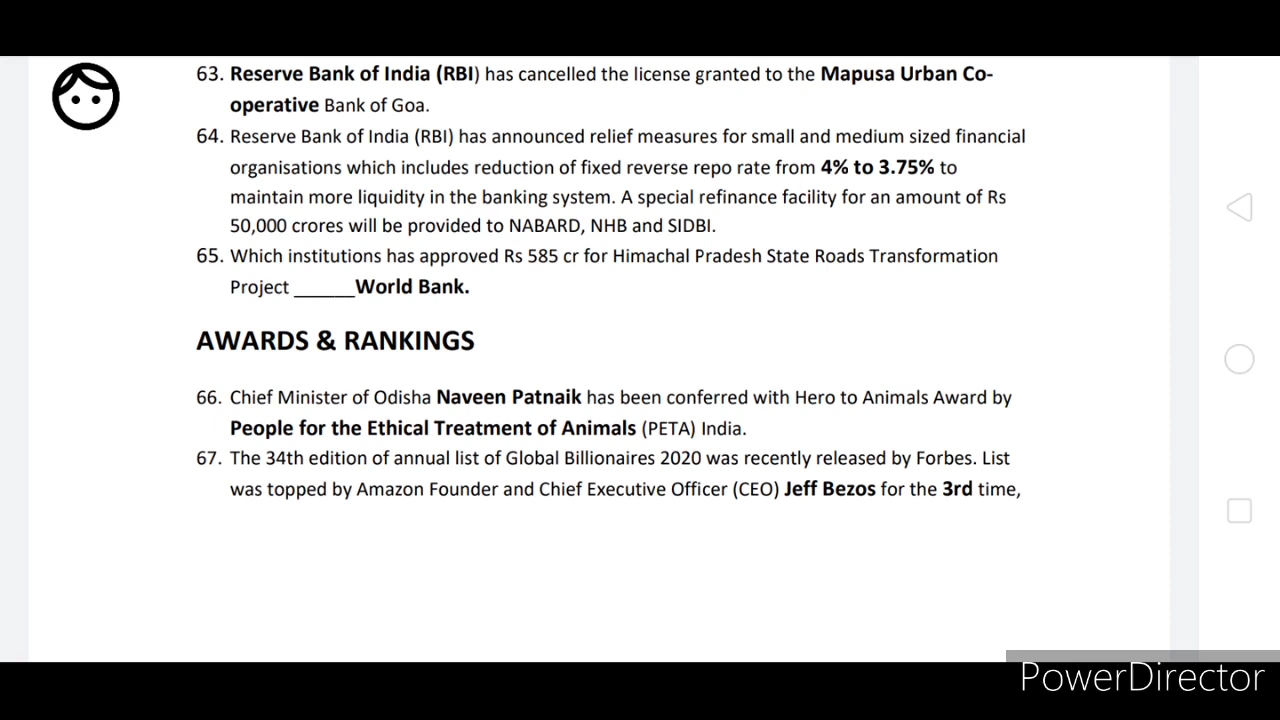 63. Reserve Bank of India (RBI) has cancelled the license granted to the Mapusa Urban Co-
operative Bank of Goa.
64. Reserve Bank of India (RBI) has announced relief measures for small and medium sized financial
organisations which includes reduction of fixed reverse repo rate from 4% to 3.75% to
maintain more liquidity in the banking system. A special refinance facility for an amount of Rs
50,000 crores will be provided to NABARD, NHB and SIDBI.
65. Which institutions has approved Rs 585 cr for Himachal Pradesh State Roads Transformation
Project ______World Bank.
AWARDS & RANKINGS
66. Chief Minister of Odisha Naveen Patnaik has been conferred with Hero to Animals Award by
People for the Ethical Treatment of Animals (PETA) India.
67. The 34th edition of annual list of Global Billionaires 2020 was recently released by Forbes. List
was topped by Amazon Founder and Chief Executive Officer (CEO) Jeff Bezos for the 3rd time,
PowerDirector